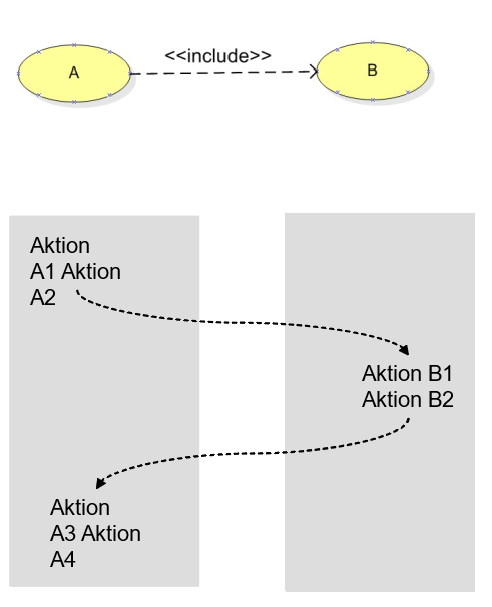 A
<<include>>
B
Aktion
A1 Aktion
A2
Aktion B1
Aktion B2
Aktion
A3 Aktion
A4